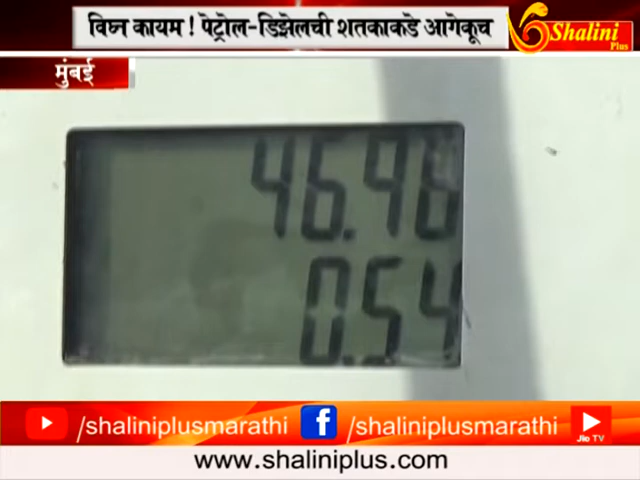 विघ्न कायम ! पेट्रोल-डिझेलची शतकाकडे आगेकूच
Shalini
Plus
मुंबई
46.98
0.54
/shaliniplusmarathi
/shaliniplusmarathi
Jio TV
www.shaliniplus.com